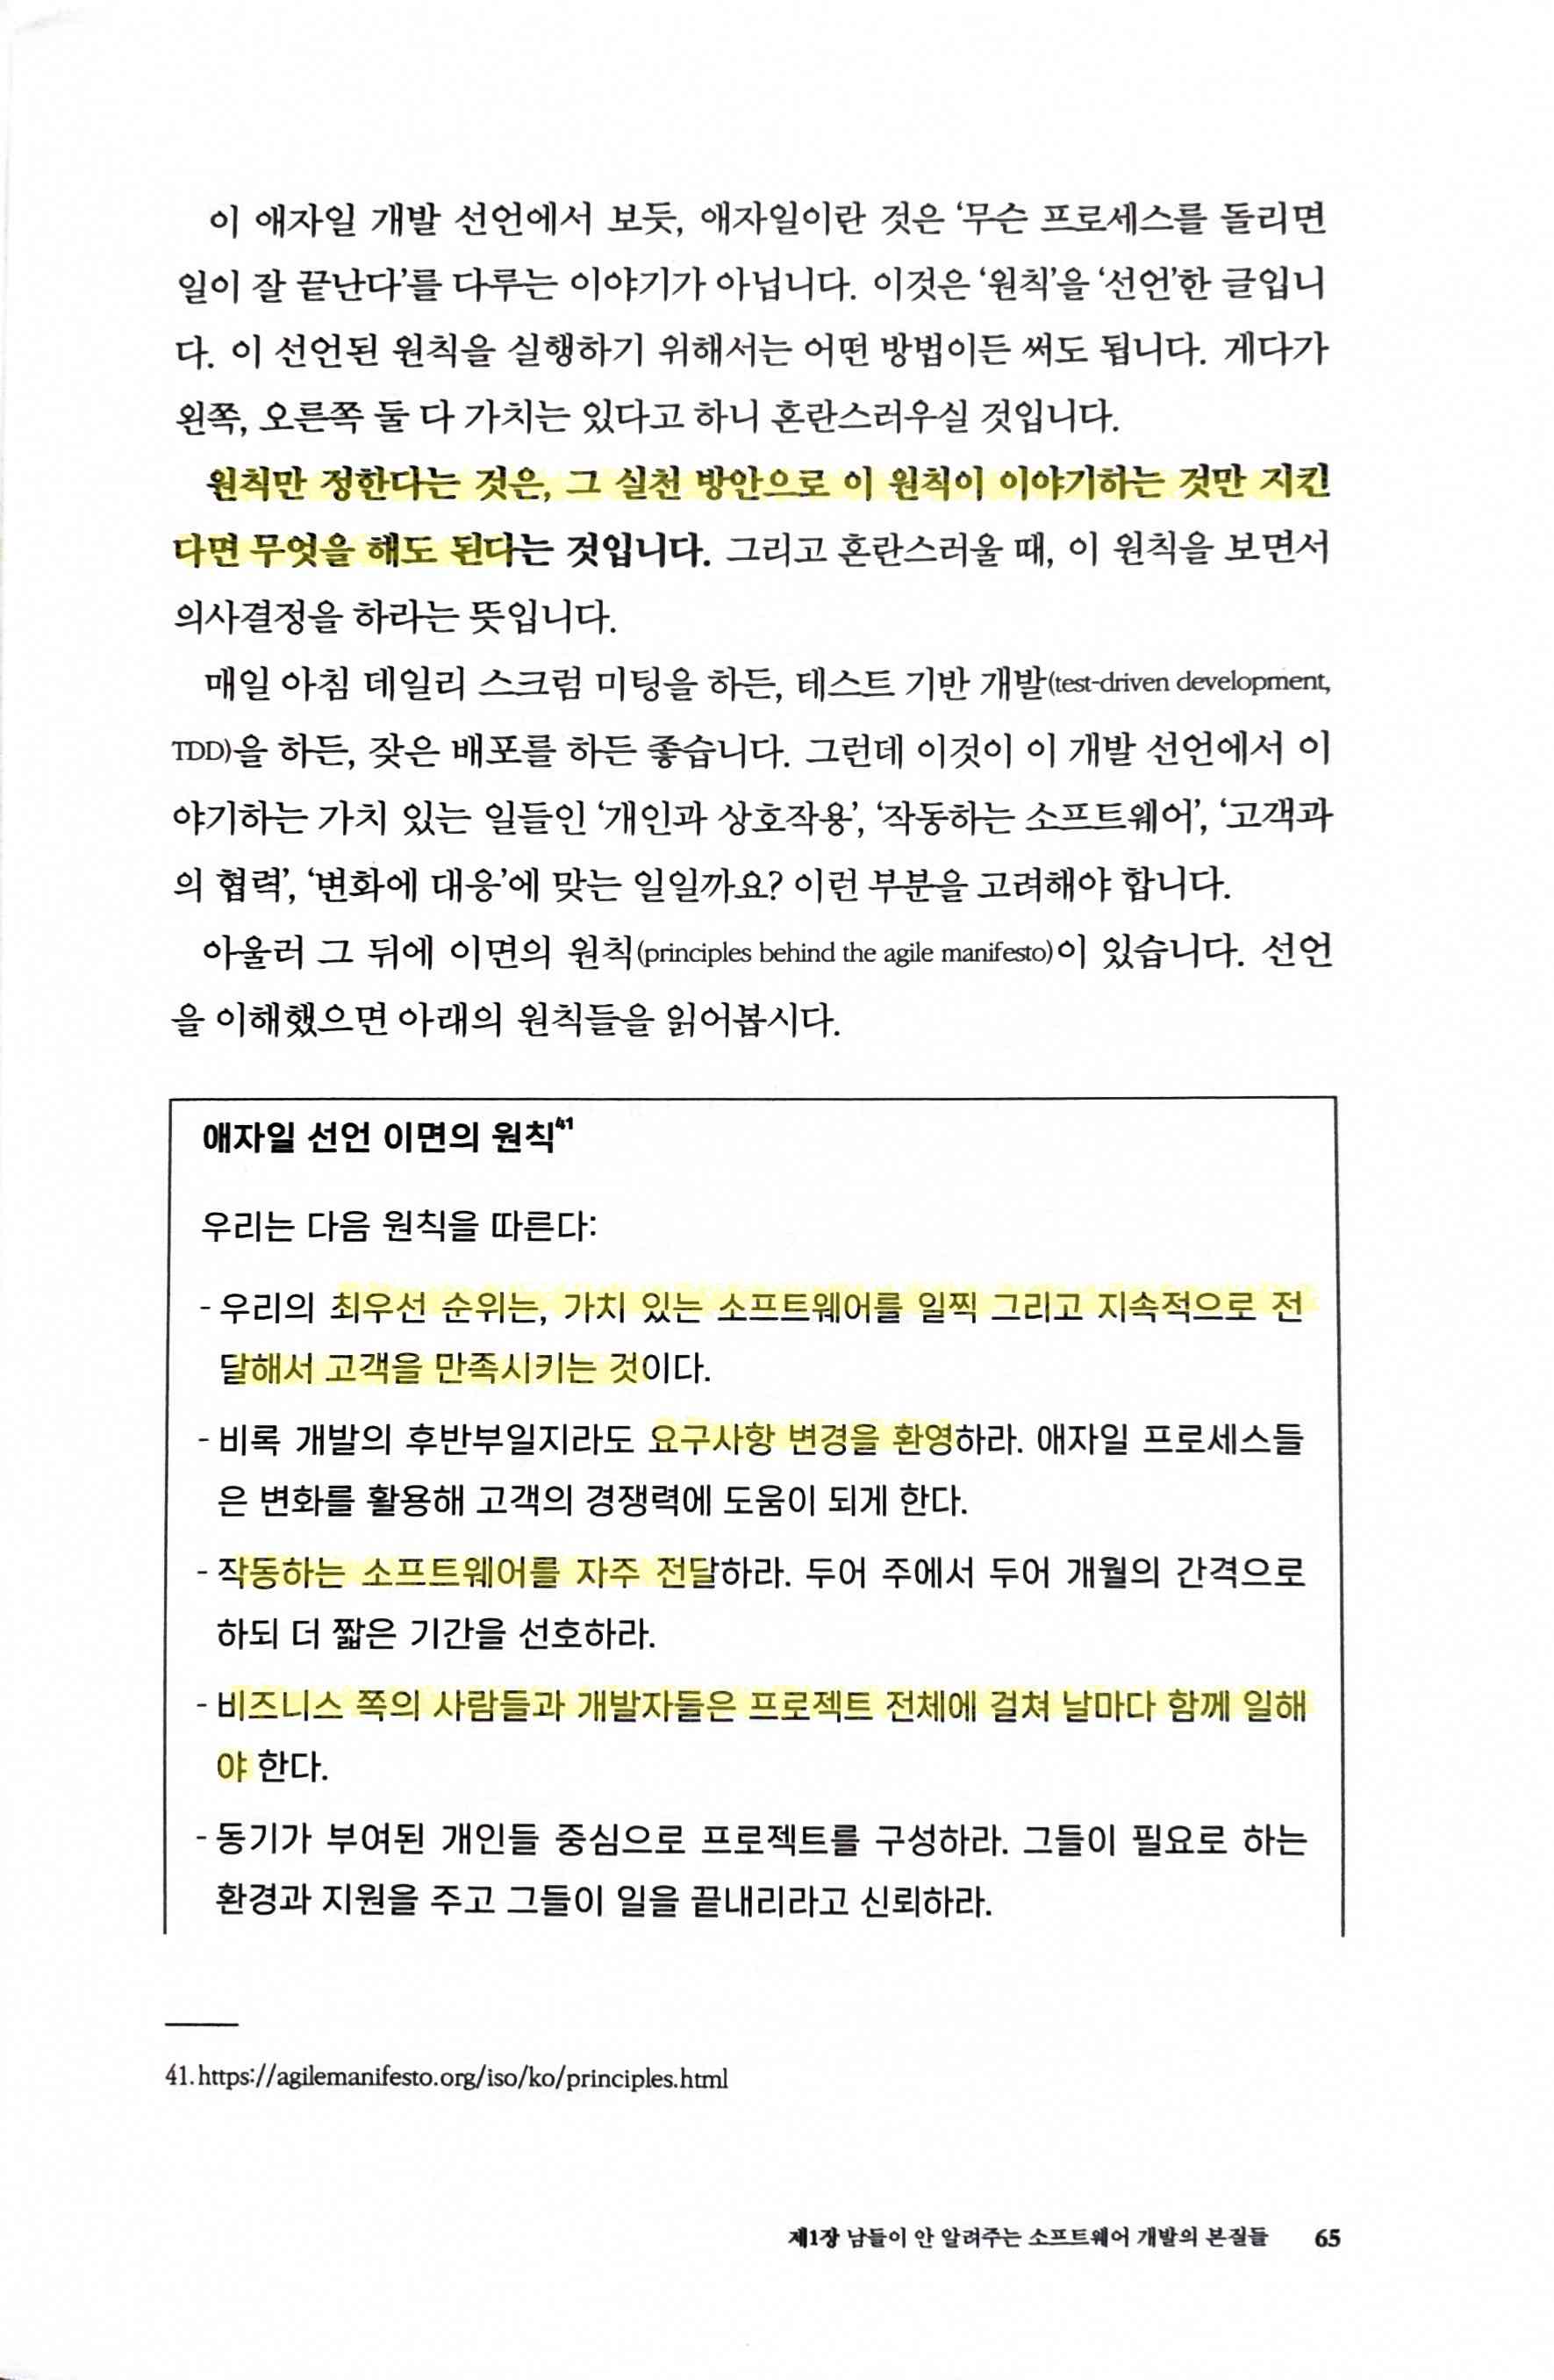 이 애자일 개발 선언에서 보듯, 애자일이란 것은 ‘무슨 프로세스를 돌리면
일이 잘 끝난다’를 다루는 이야기가 아닙니다. 이것은 ‘원칙’을 ‘선언’한 글입니
다. 이 선언된 원칙을 실행하기 위해서는 어떤 방법이든 써도 됩니다. 게다가
왼쪽, 오른쪽 둘 다 가치는 있다고 하니 혼란스러우실 것입니다.
원칙만 정한다는 것은, 그 실천 방안으로 이 원칙이 이야기하는 것만 지킨
다면 무엇을 해도 된다는 것입니다. 그리고 혼란스러울 때, 이 원칙을 보면서
의사결정을 하라는 뜻입니다.
매일 아침 데일리 스크럼 미팅을 하든, 테스트 기반 개발(test-driven development,
TDD)을 하든, 잦은 배포를 하든 좋습니다. 그런데 이것이 이 개발 선언에서 이
야기하는 가치 있는 일들인 ‘개인과 상호작용’, ‘작동하는 소프트웨어’, ‘고객과
의 협력’, ‘변화에 대응’에 맞는 일일까요? 이런 부분을 고려해야 합니다.
아울러 그 뒤에 이면의 원칙(principles behind the agile manifesto)이 있습니다. 선언
을 이해했으면 아래의 원칙들을 읽어봅시다.
애자일 선언 이면의 원칙41
우리는 다음 원칙을 따른다:
- 우리의 최우선 순위는, 가치 있는 소프트웨어를 일찍 그리고 지속적으로 전
달해서 고객을 만족시키는 것이다.
- 비록 개발의 후반부일지라도 요구사항 변경을 환영하라. 애자일 프로세스들
은 변화를 활용해 고객의 경쟁력에 도움이 되게 한다.
- 작동하는 소프트웨어를 자주 전달하라. 두어 주에서 두어 개월의 간격으로
하되 더 짧은 기간을 선호하라.
- 비즈니스 쪽의 사람들과 개발자들은 프로젝트 전체에 걸쳐 날마다 함께 일해
야 한다.
- 동기가 부여된 개인들 중심으로 프로젝트를 구성하라. 그들이 필요로 하는
환경과 지원을 주고 그들이 일을 끝내리라고 신뢰하라.
41. https://agilemanifesto.org/iso/ko/principles.html
제1장 남들이 안 알려주는 소프트웨어 개발의 본질들 65